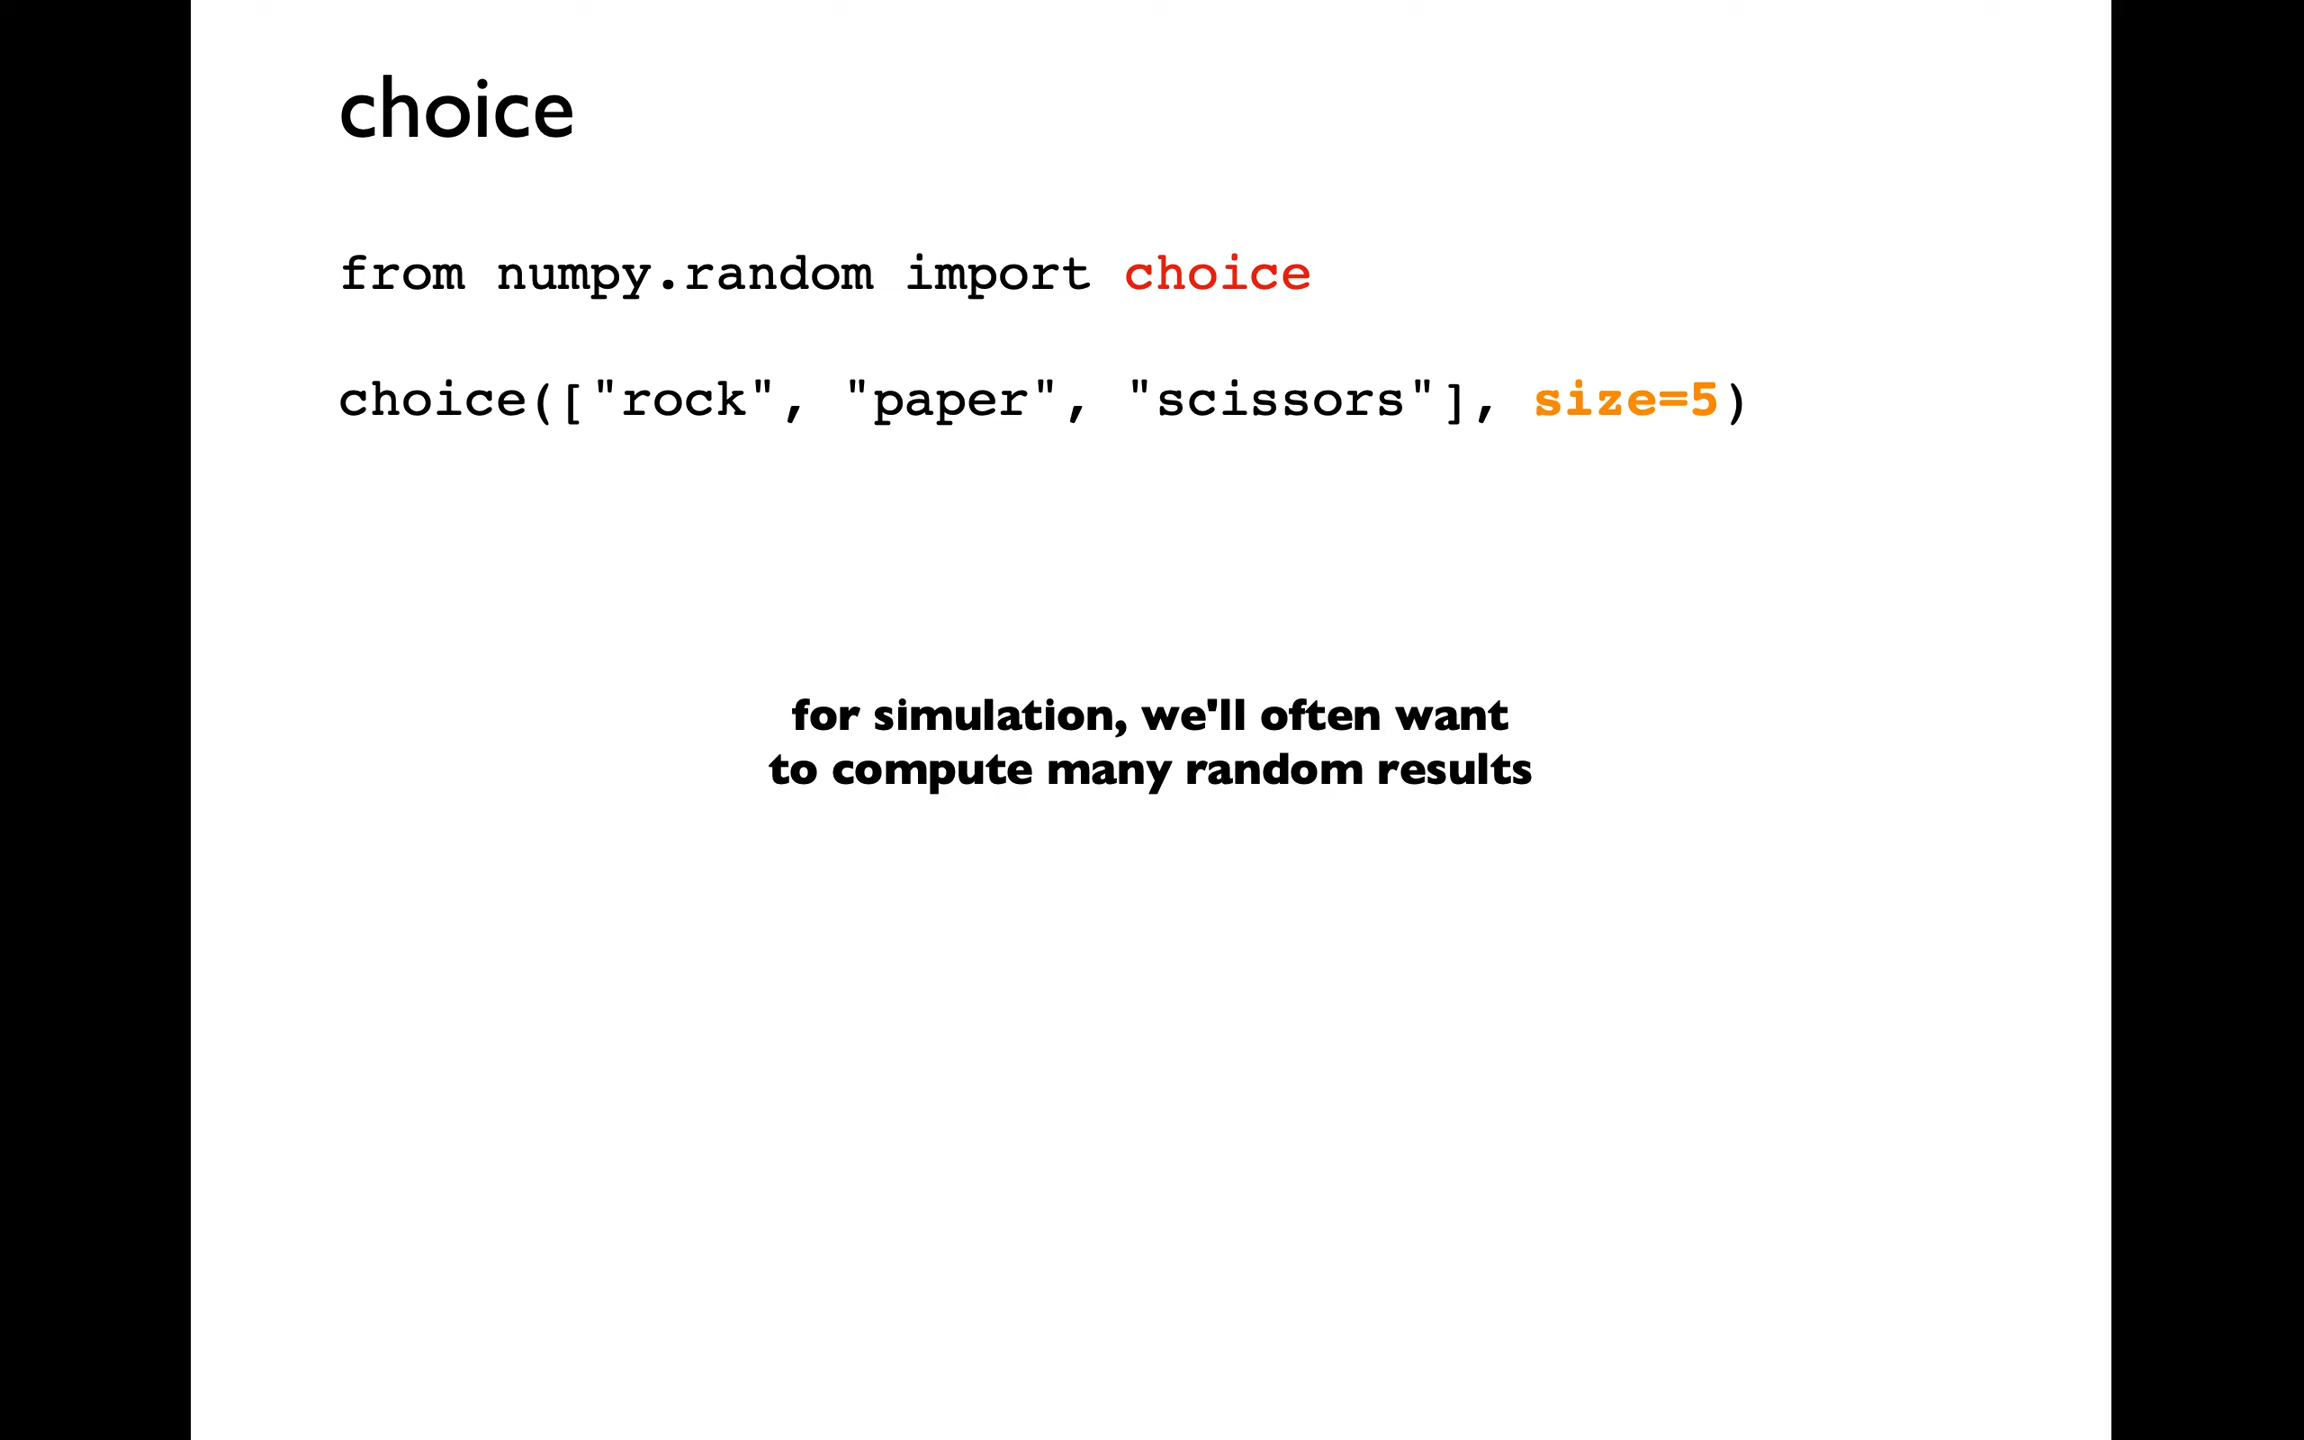 choice
from numpy.random import choice
choice(["rock", "paper", "scissors"], size=5)
for simulation, we'll often want
to compute many random results